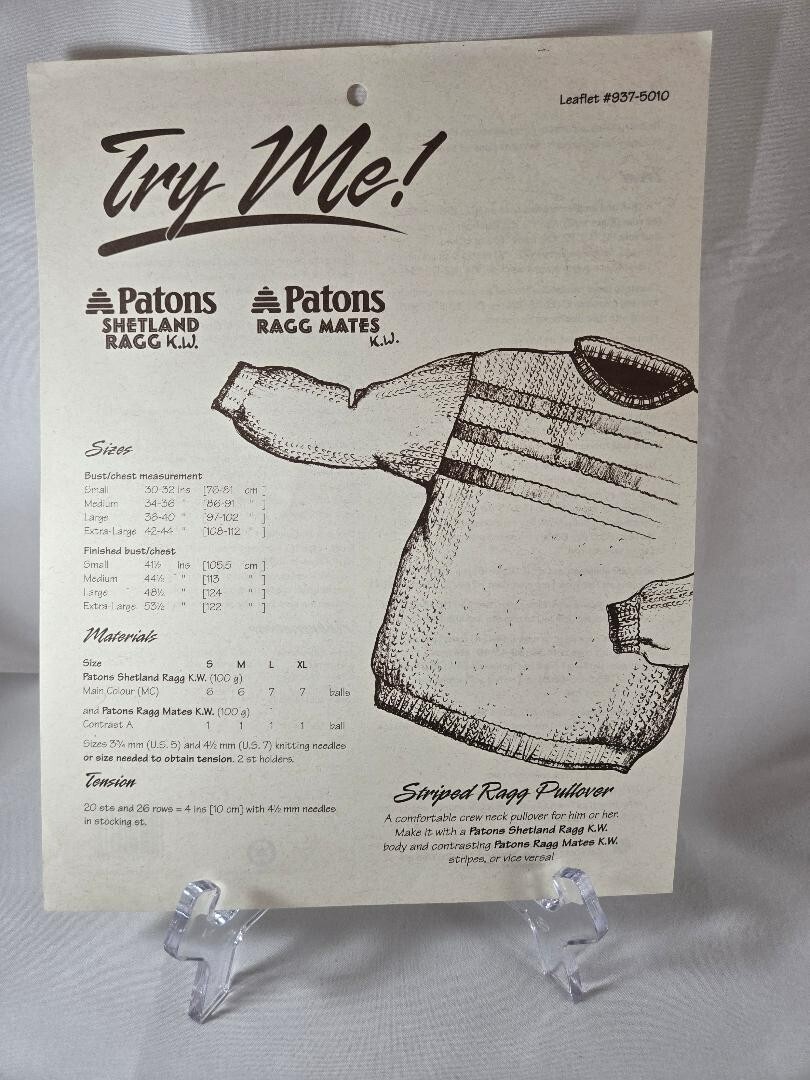 Leaflet #937-5010
Try Me!
Patons
SHETLAND
RAGG K.W.
Patons
RAGG MATES
K.W.
Sizes
Bust/chest measurement
Small 30-32 ins [76-81 cm ]
Medium 34-36 " [86-91 " ]
Large 38-40 " [97-102 " ]
Extra-Large 42-44 " [108-112 " ]
Finished bust/chest
Small 41½ ins [105.5 cm ]
Medium 44½ " [113 " ]
Large 48½ " [124 " ]
Extra-Large 53½ " [122 " ]
Materials
Size S M L XL
Patons Shetland Ragg K.W. (100 g)
Main Colour (MC) 6 6 7 7 balls
and Patons Ragg Mates K.W. (100 g)
Contrast A 1 1 1 1 ball
Sizes 3¾ mm (U.S. 5) and 4½ mm (U.S. 7) knitting needles
or size needed to obtain tension. 2 st holders.
Tension
20 sts and 26 rows = 4 ins [10 cm] with 4½ mm needles
in stocking st.
Striped Ragg Pullover
A comfortable crew neck pullover for him or her.
Make it with a Patons Shetland Ragg K.W.
body and contrasting Patons Ragg Mates K.W.
stripes, or vice versa!